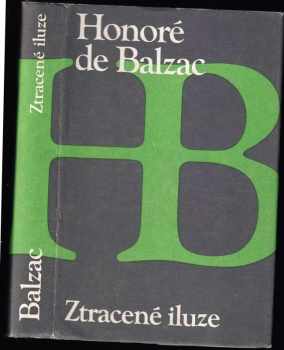 Honoré
de Balzac
HB
Ztracené iluze
Ztracené iluze
Balzac